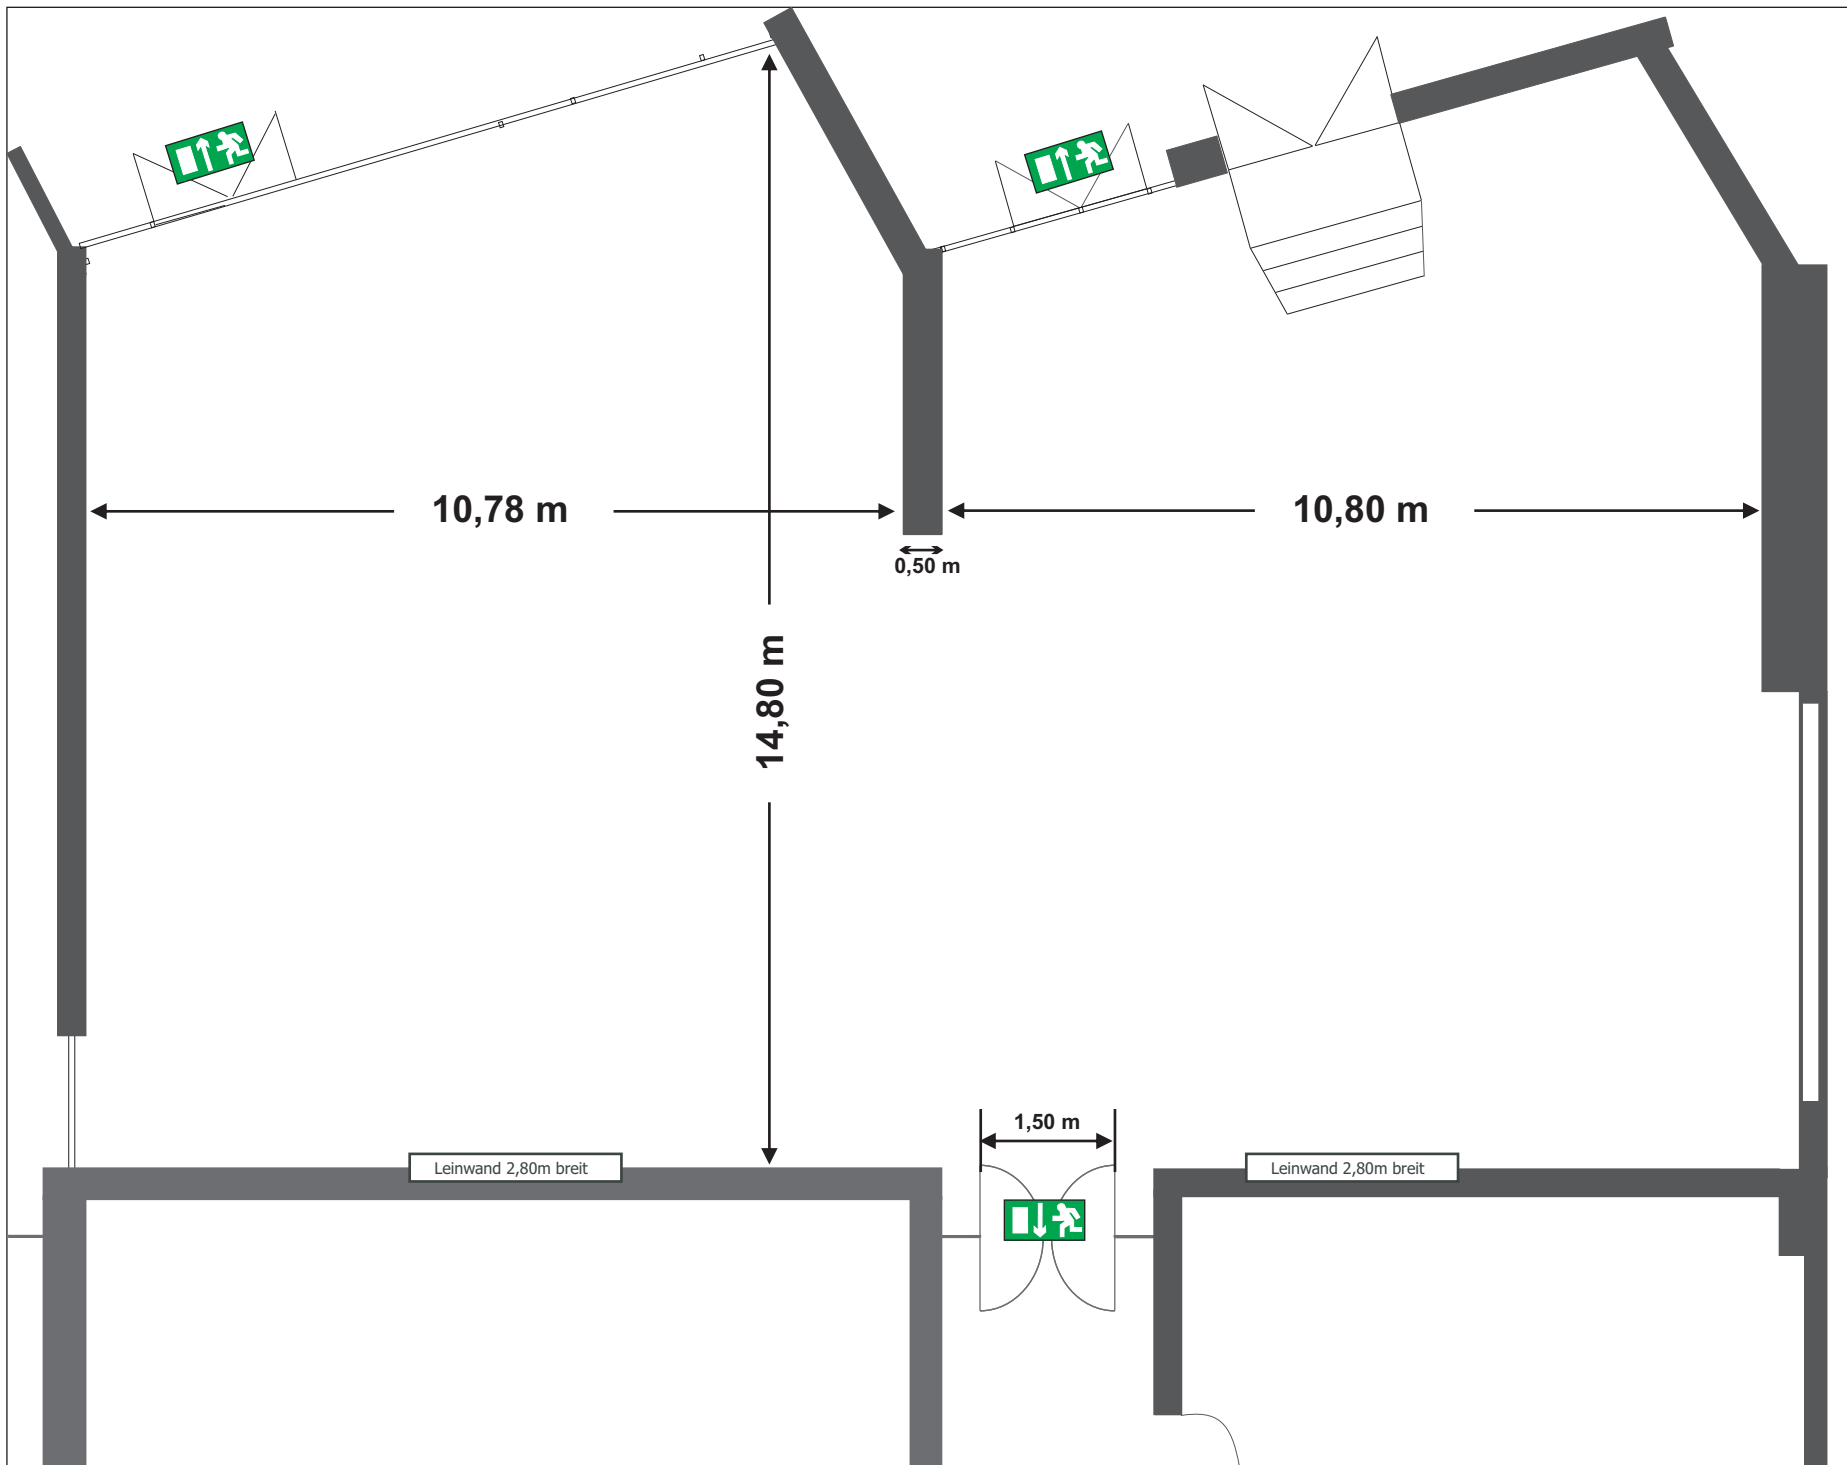 10,78 m
10,80 m
0,50 m
14,80 m
1,50 m
Leinwand 2,80m breit
Leinwand 2,80m breit